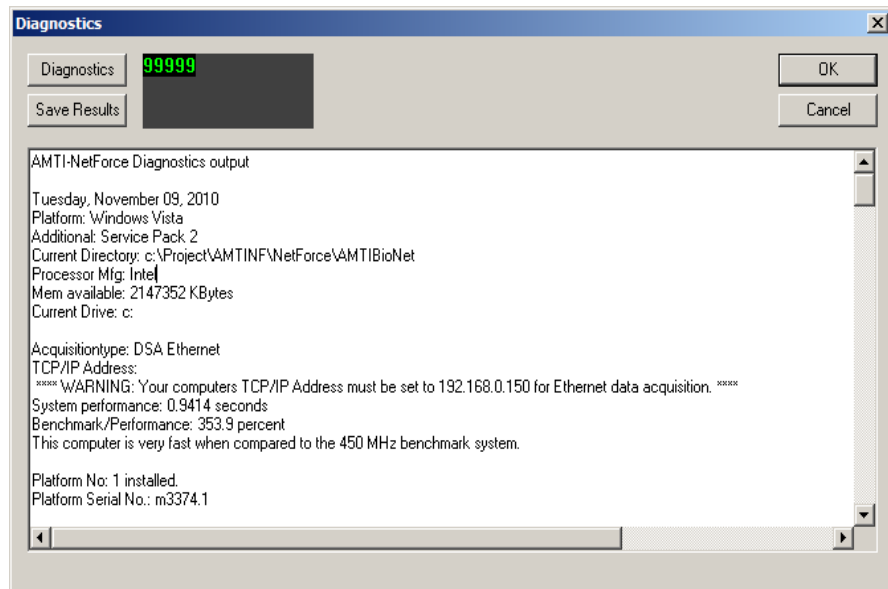 Diagnostics
Diagnostics
99999
OK
Save Results
Cancel
AMTI-NetForce Diagnostics output
Tuesday, November 09, 2010
Platform: Windows Vista
Additional: Service Pack 2
Current Directory: c:\Project\AMTINF\NetForce\AMTIBioNet
Processor Mfg: Intel
Mem available: 2147352 KBytes
Current Drive: c:
Acquisitiontype: DSA Ethernet
TCP/IP Address:
**** WARNING: Your computers TCP/IP Address must be set to 192.168.0.150 for Ethernet data acquisition. ****
System performance: 0.9414 seconds
Benchmark/Performance: 353.9 percent
This computer is very fast when compared to the 450 MHz benchmark system.
Platform No: 1 installed.
Platform Serial No.: m3374.1